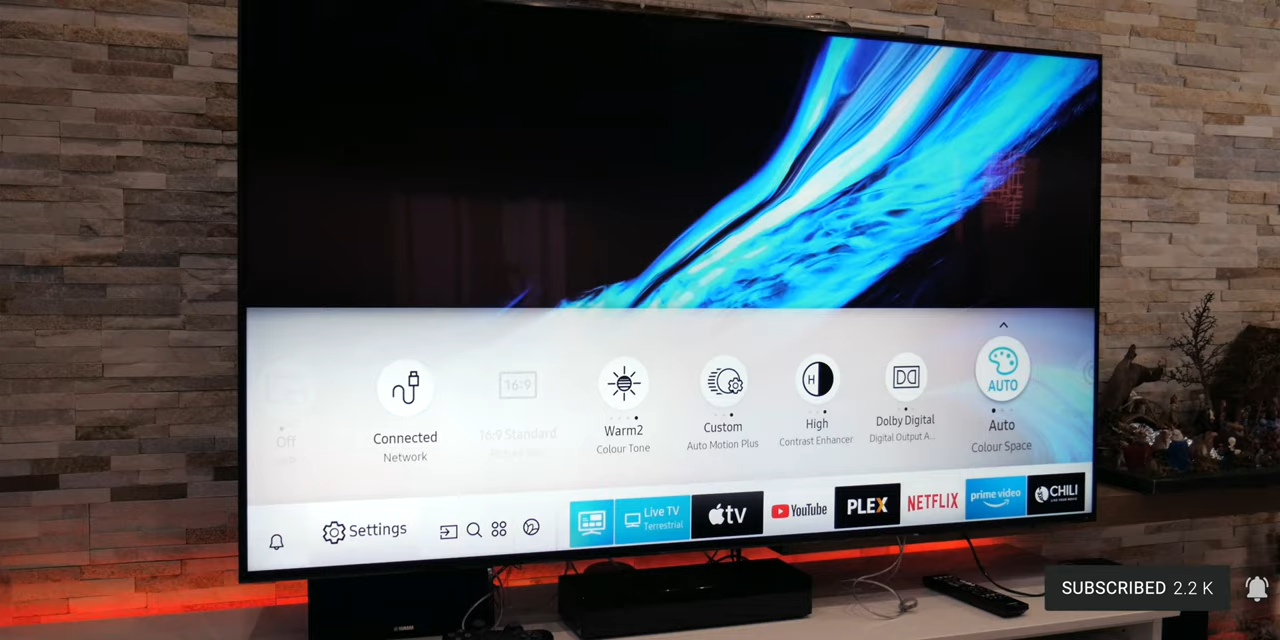 Off
Connected
Network
16:9
16:9 Standard
Warm2
Colour Tone
Custom
Auto Motion Plus
H
High
Contrast Enhancer
Dolby Digital
Digital Output A...
AUTO
Auto
Colour Space
Settings
Live TV
Terrestrial
tv
YouTube
PLEX
NETFLIX
prime video
CHILI
SUBSCRIBED 2.2 K
YAMAHA